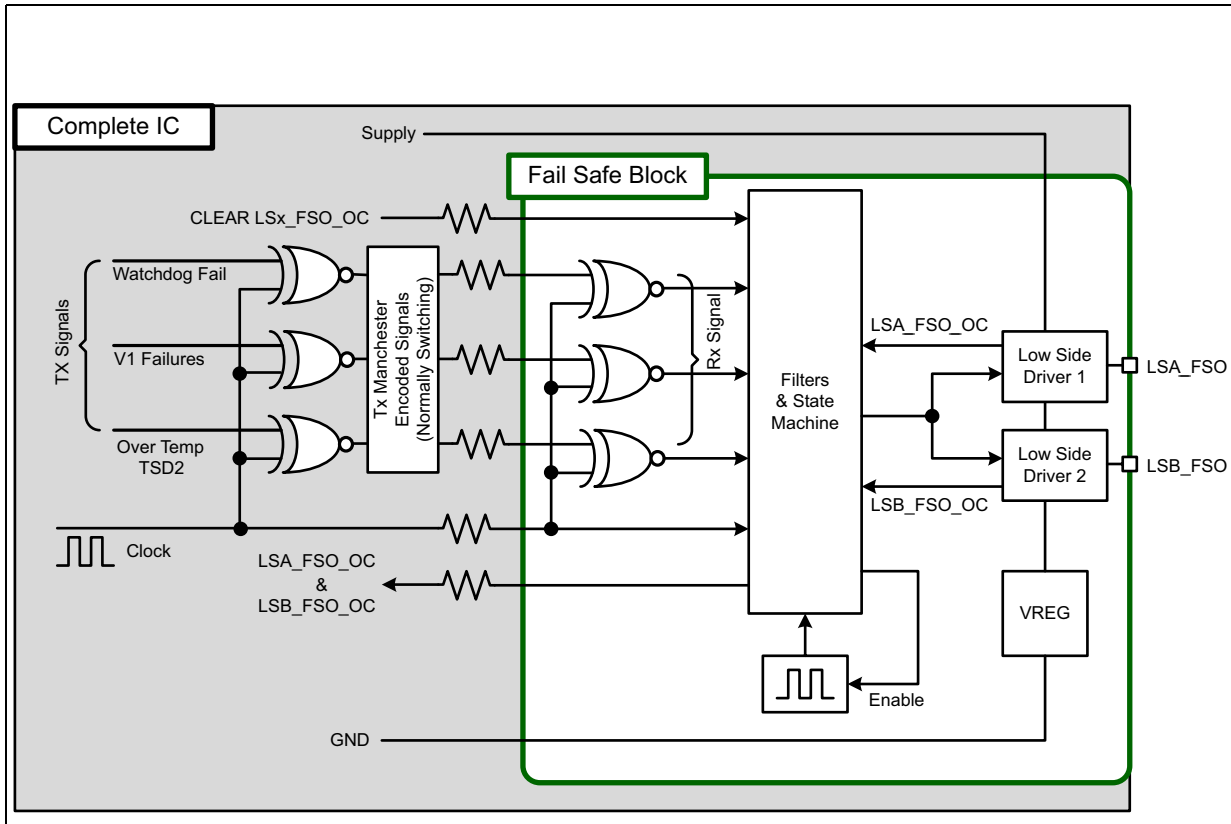 Complete IC
Supply
Fail Safe Block
CLEAR LSx_FSO_OC
TX Signals
Watchdog Fail
V1 Failures
Over Temp
TSD2
Tx Manchester
Encoded Signals
(Normally Switching)
Rx Signal
Filters
& State
Machine
LSA_FSO_OC
Low Side
Driver 1
LSA_FSO
Low Side
Driver 2
LSB_FSO
LSB_FSO_OC
Clock
LSA_FSO_OC
&
LSB_FSO_OC
VREG
Enable
GND